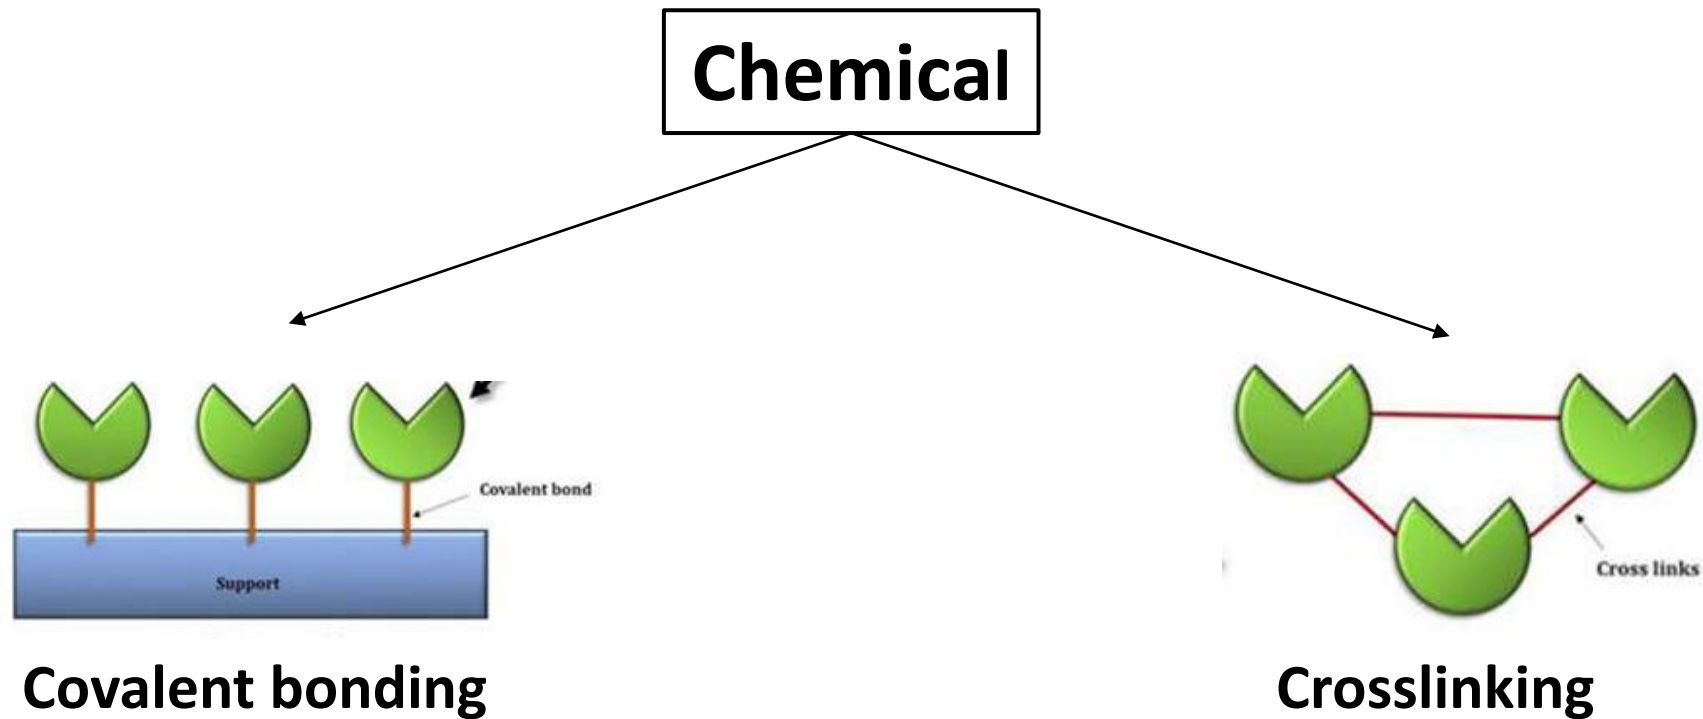 Chemical
Covalent bond
Support
Cross links
Covalent bonding
Crosslinking